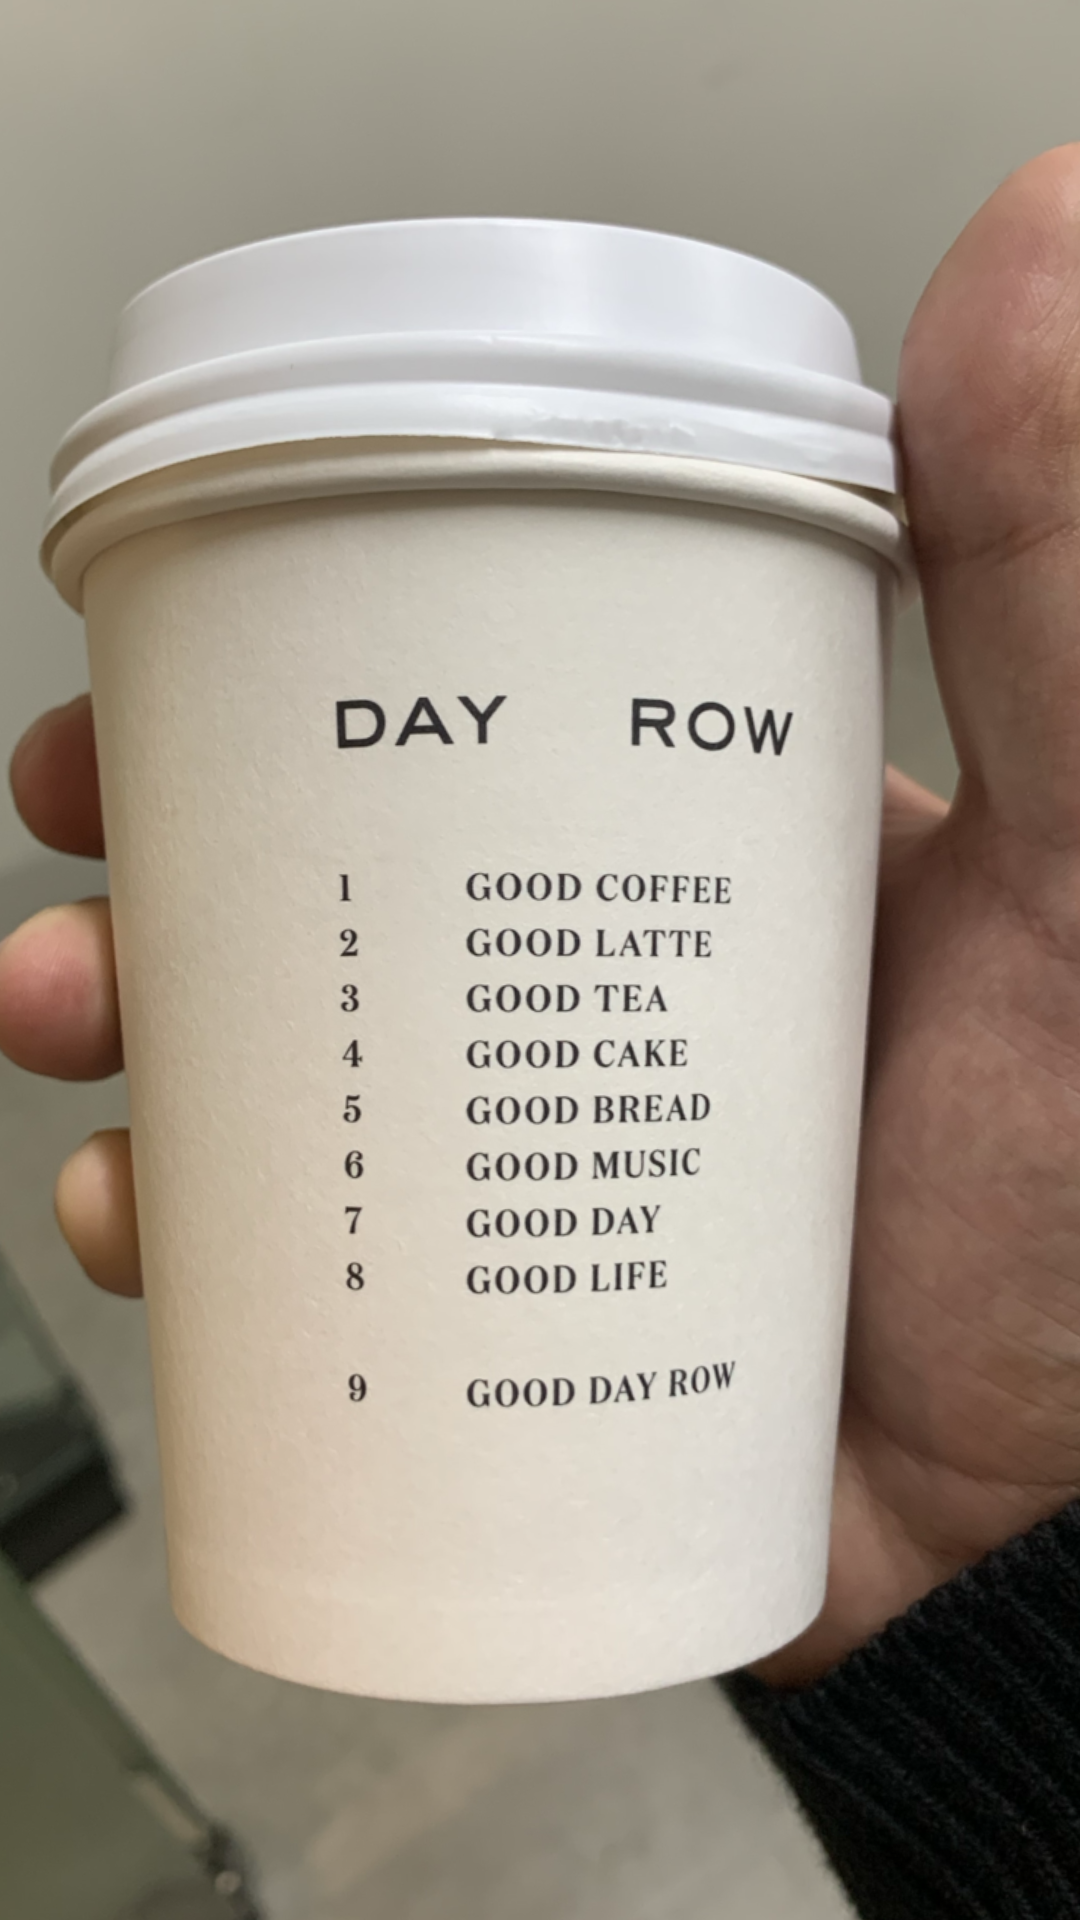 DAY ROW
1 GOOD COFFEE
2 GOOD LATTE
3 GOOD TEA
4 GOOD CAKE
5 GOOD BREAD
6 GOOD MUSIC
7 GOOD DAY
8 GOOD LIFE
9 GOOD DAY ROW